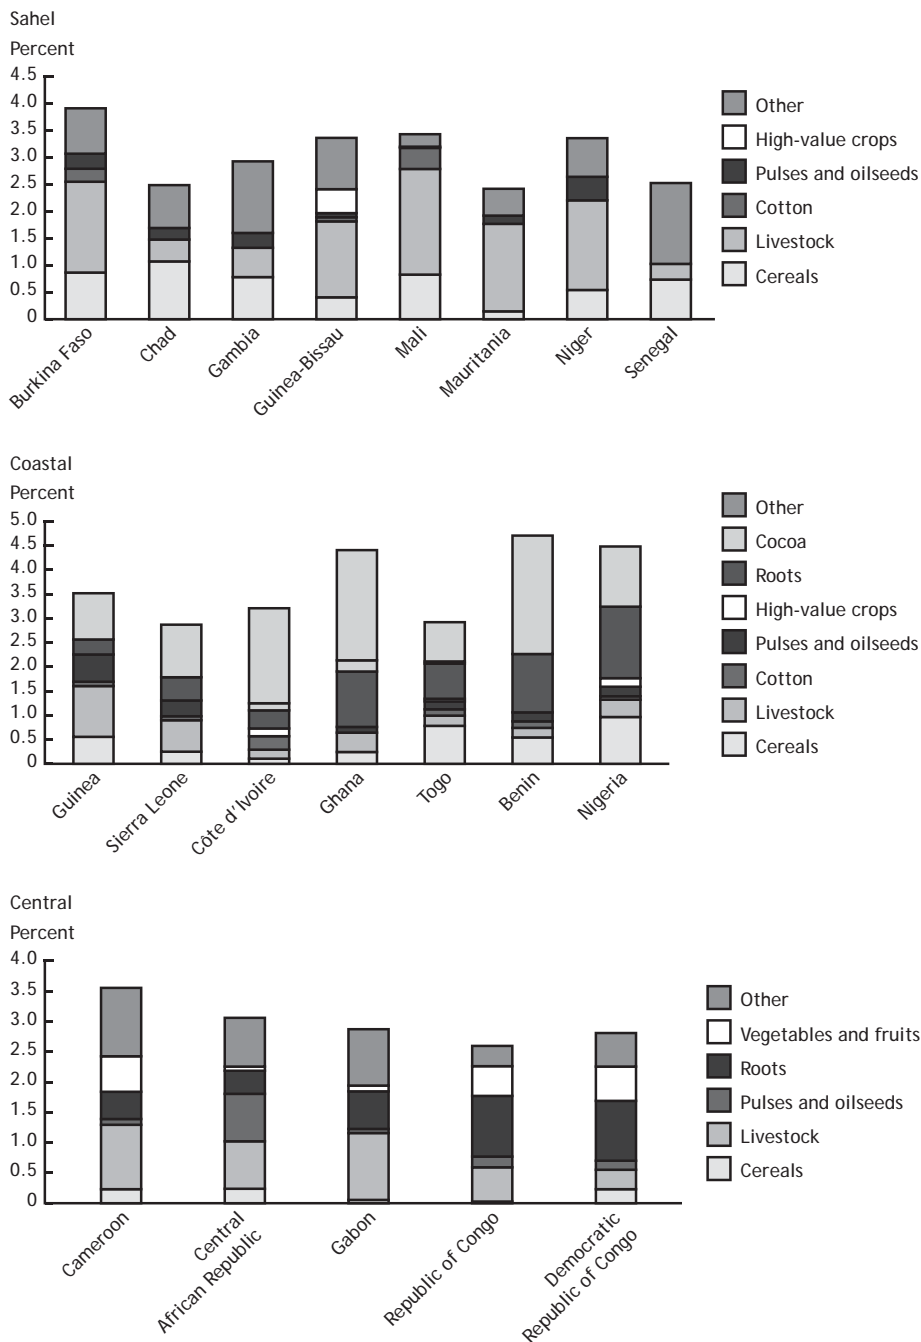 Sahel
Percent
4.5
4.0
3.5
3.0
2.5
2.0
1.5
1.0
0.5
0
Burkina Faso
Chad
Gambia
Guinea-Bissau
Mali
Mauritania
Niger
Senegal
Other
High-value crops
Pulses and oilseeds
Cotton
Livestock
Cereals
Coastal
Percent
5.0
4.5
4.0
3.5
3.0
2.5
2.0
1.5
1.0
0.5
0
Guinea
Sierra Leone
Côte d'Ivoire
Ghana
Togo
Benin
Nigeria
Other
Cocoa
Roots
High-value crops
Pulses and oilseeds
Cotton
Livestock
Cereals
Central
Percent
4.0
3.5
3.0
2.5
2.0
1.5
1.0
0.5
0
Cameroon
Central
African Republic
Gabon
Republic of Congo
Democratic
Republic of Congo
Other
Vegetables and fruits
Roots
Pulses and oilseeds
Livestock
Cereals